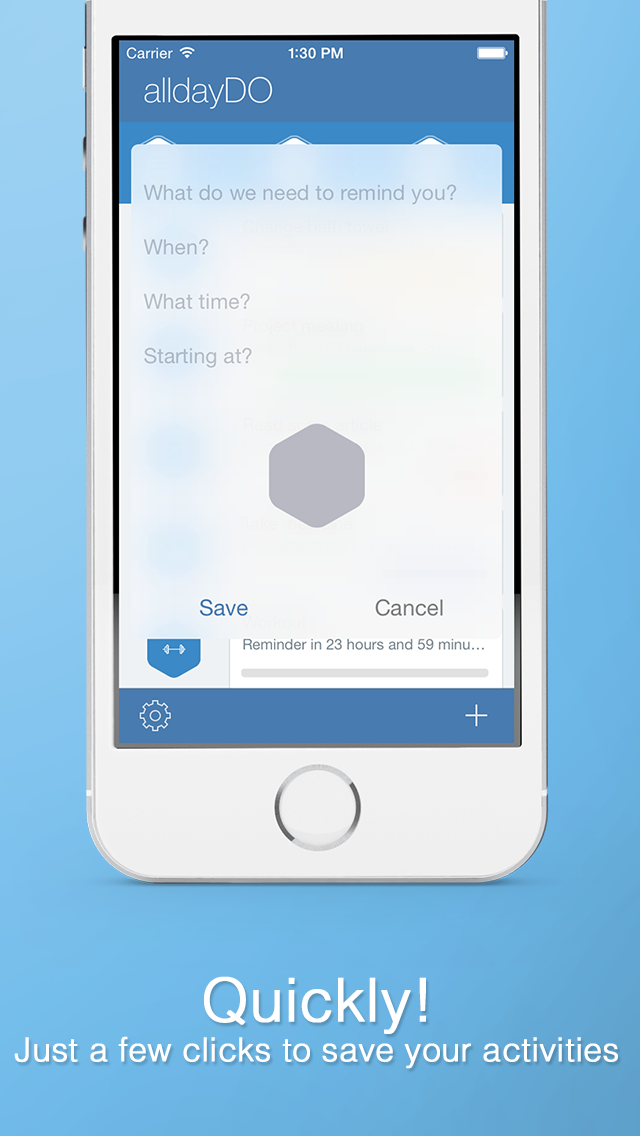 Carrier 1:30 PM
alldayDO
What do we need to remind you?
When?
What time?
Starting at?
Save Cancel
Reminder in 23 hours and 59 minu...
Quickly!
Just a few clicks to save your activities